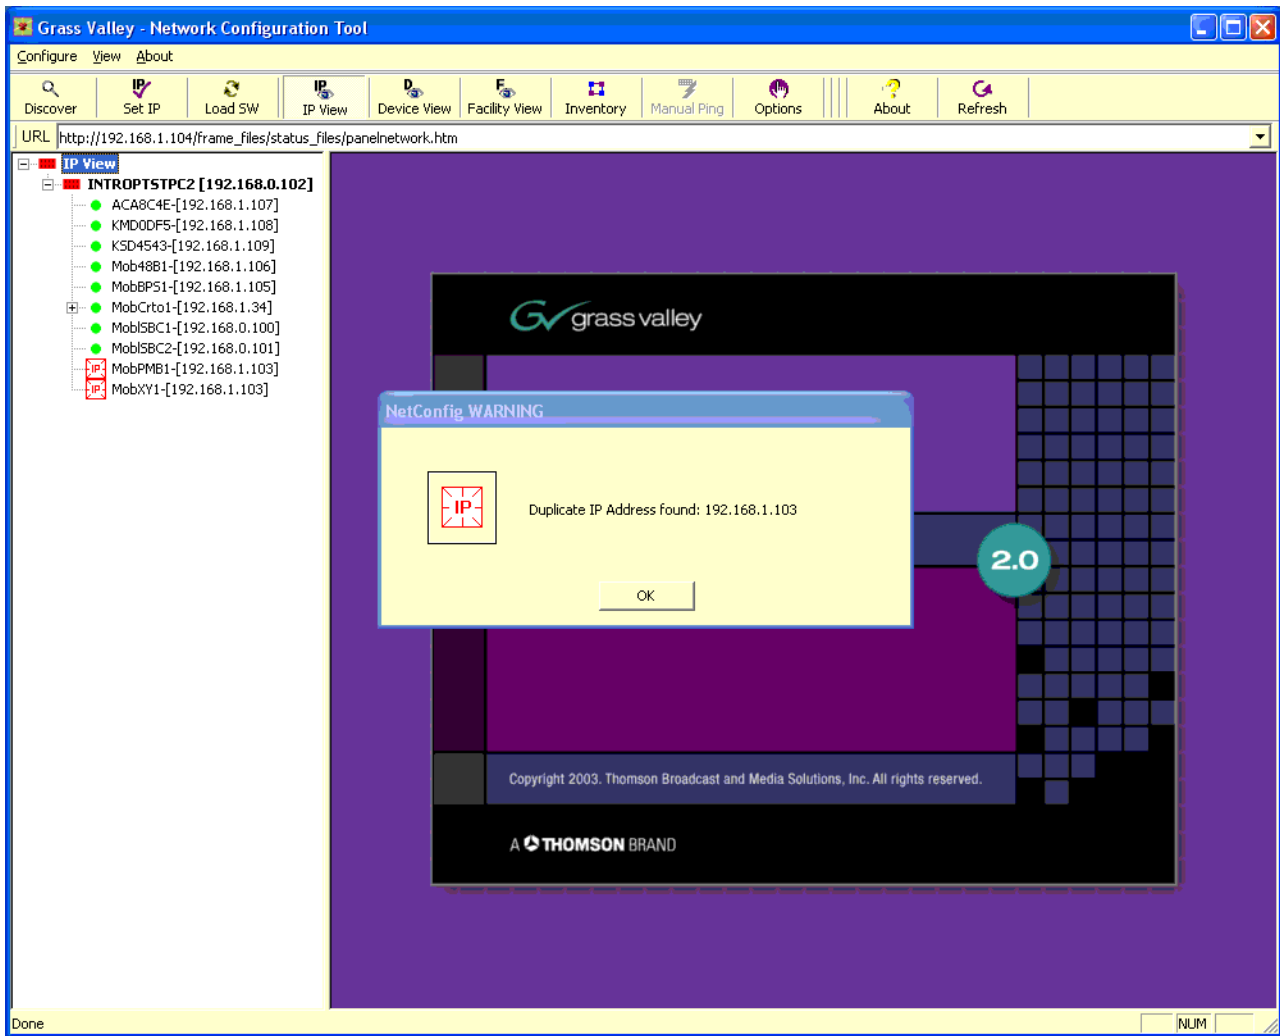 Grass Valley - Network Configuration Tool
Configure View About
Discover Set IP Load SW IP View Device View Facility View Inventory Manual Ping Options About Refresh
URL http://192.168.1.104/frame_files/status_files/panelnetwork.htm
IP View
INTROPTSTPC2 [192.168.0.102]
ACA8C4E-[192.168.1.107]
KMD0DF5-[192.168.1.108]
KSD4543-[192.168.1.109]
Mob48B1-[192.168.1.106]
MobBPS1-[192.168.1.105]
MobCrto1-[192.168.1.34]
MoblSBC1-[192.168.0.100]
MoblSBC2-[192.168.0.101]
IP MobPMB1-[192.168.1.103]
IP MobXY1-[192.168.1.103]
GV grass valley
NetConfig WARNING
IP
Duplicate IP Address found: 192.168.1.103
OK
2.0
Copyright 2003. Thomson Broadcast and Media Solutions, Inc. All rights reserved.
A THOMSON BRAND
Done
NUM